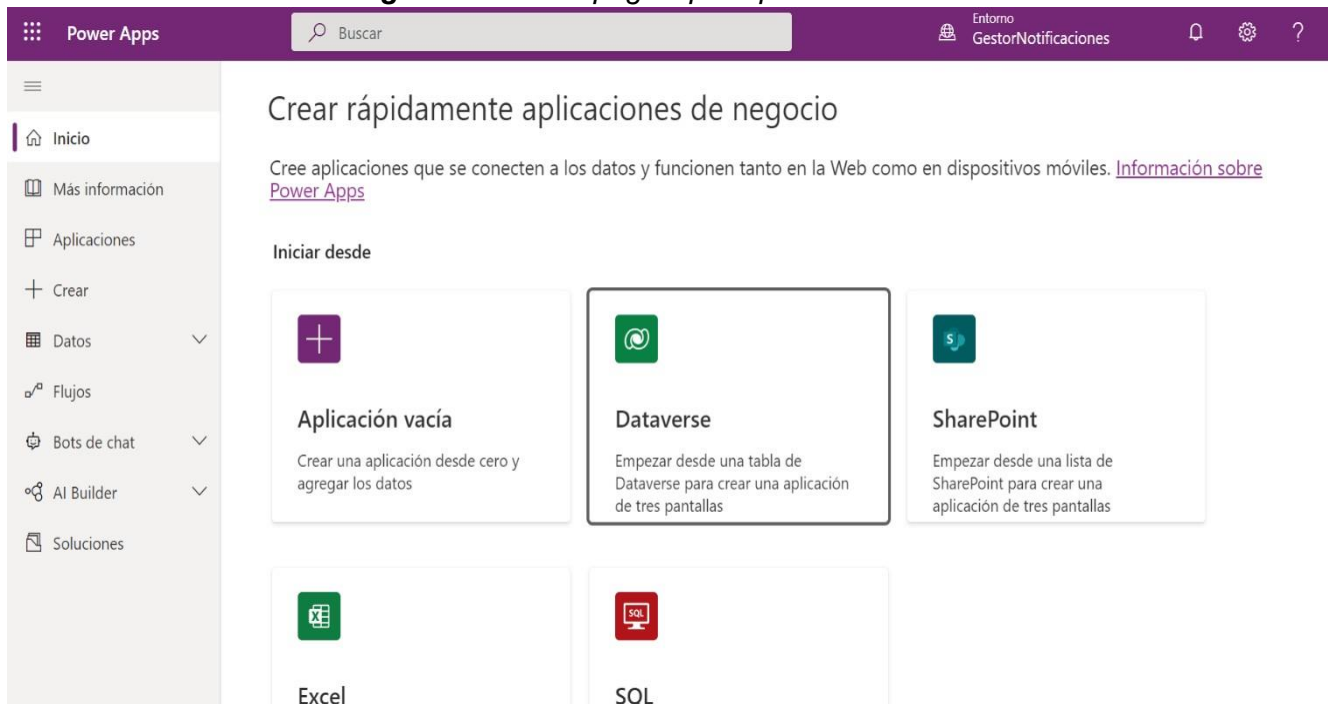 Power Apps
Buscar
Entorno
GestorNotificaciones
Crear rápidamente aplicaciones de negocio
Inicio
Cree aplicaciones que se conecten a los datos y funcionen tanto en la Web como en dispositivos móviles. Información sobre
Power Apps
Más información
Aplicaciones
Iniciar desde
Crear
Datos
Flujos
Bots de chat
AI Builder
Soluciones
Aplicación vacía
Crear una aplicación desde cero y
agregar los datos
Dataverse
Empezar desde una tabla de
Dataverse para crear una aplicación
de tres pantallas
SharePoint
Empezar desde una lista de
SharePoint para crear una
aplicación de tres pantallas
Excel
SQL
SQL